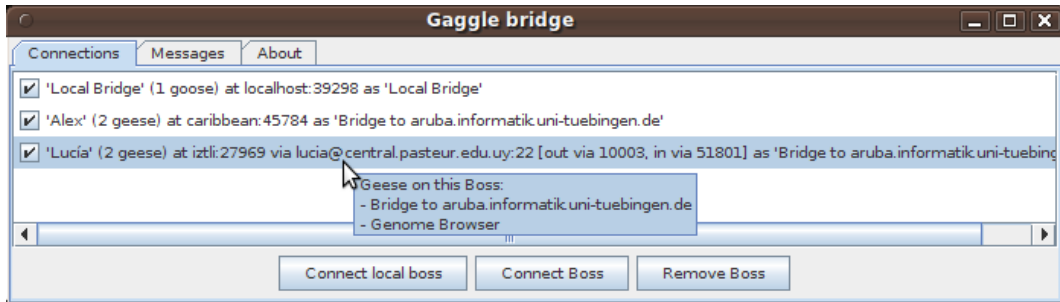 Gaggle bridge
Connections Messages About
'Local Bridge' (1 goose) at localhost:39298 as 'Local Bridge'
'Alex' (2 geese) at caribbean:45784 as 'Bridge to aruba.informatik.uni-tuebingen.de'
'Lucía' (2 geese) at iztli:27969 via lucia@central.pasteur.edu.uy:22 [out via 10003, in via 51801] as 'Bridge to aruba.informatik.uni-tuebing
Geese on this Boss:
- Bridge to aruba.informatik.uni-tuebingen.de
- Genome Browser
Connect local boss Connect Boss Remove Boss